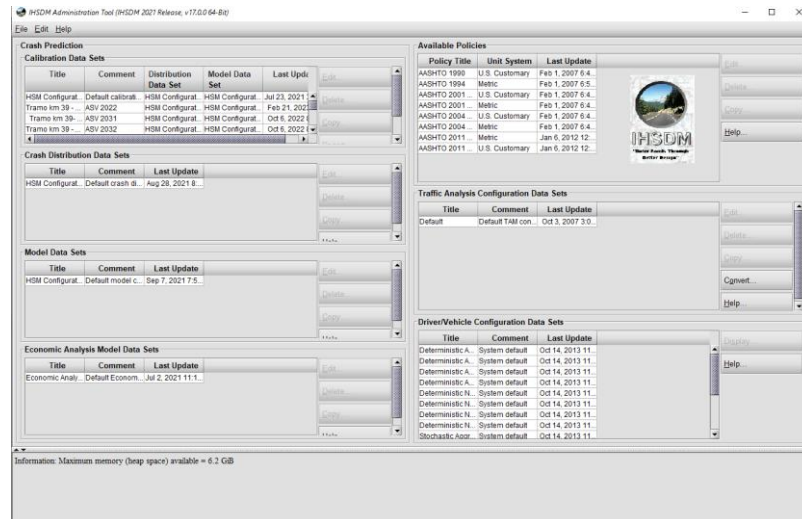 IHSDM Administration Tool (IHSDM 2021 Release, v17.0.0 64-Bit)
File Edit Help
Crash Prediction
Calibration Data Sets
Title Comment Distribution Data Set Model Data Set Last Upda
HSM Configurat... Default calibrati... HSM Configurat... HSM Configurat... Jul 23, 2021
Tramo km 39 - ... ASV 2022 HSM Configurat... HSM Configurat... Feb 21, 202
Tramo km 39- ... ASV 2031 HSM Configurat... HSM Configurat... Oct 6, 2022
Tramo km 39 - ... ASV 2032 HSM Configurat... HSM Configurat... Oct 6, 2022
Edit...
Delete...
Copy...
Crash Distribution Data Sets
Title Comment Last Update
HSM Configurat... Default crash di... Aug 28, 2021 8:...
Edit...
Delete...
Copy...
Help...
Model Data Sets
Title Comment Last Update
HSM Configurat... Default model c... Sep 7, 2021 7:5...
Edit...
Delete...
Copy...
Help...
Economic Analysis Model Data Sets
Title Comment Last Update
Economic Analy... Default Econom... Jul 2, 2021 11:1...
Edit...
Delete...
Copy...
Help...
Available Policies
Policy Title Unit System Last Update
AASHTO 1990 U.S. Customary Feb 1, 2007 6:4...
AASHTO 1994 Metric Feb 1, 2007 6:5...
AASHTO 2001 ... U.S. Customary Feb 1, 2007 6:4...
AASHTO 2001 ... Metric Feb 1, 2007 6:4...
AASHTO 2004 ... U.S. Customary Feb 1, 2007 6:4...
AASHTO 2004 ... Metric Feb 1, 2007 6:4...
AASHTO 2011 ... Metric Jan 6, 2012 12:...
AASHTO 2011 ... U.S. Customary Jan 6, 2012 12:...
IHSDM
"Safer Roads Through
Better Design"
Edit
Delete
Copy
Help...
Traffic Analysis Configuration Data Sets
Title Comment Last Update
Default Default TAM con... Oct 3, 2007 3:0...
Edit
Delete...
Copy...
Convert...
Help...
Driver/Vehicle Configuration Data Sets
Title Comment Last Update
Deterministic A... System default Oct 14, 2013 11...
Deterministic A... System default Oct 14, 2013 11...
Deterministic A... System default Oct 14, 2013 11...
Deterministic A... System default Oct 14, 2013 11...
Deterministic N... System default Oct 14, 2013 11...
Deterministic N... System default Oct 14, 2013 11...
Deterministic N... System default Oct 14, 2013 11...
Deterministic N... System default Oct 14, 2013 11...
Stochastic Aggr... System default Oct 14, 2013 11...
Display...
Help...
Information: Maximum memory (heap space) available = 6.2 GiB